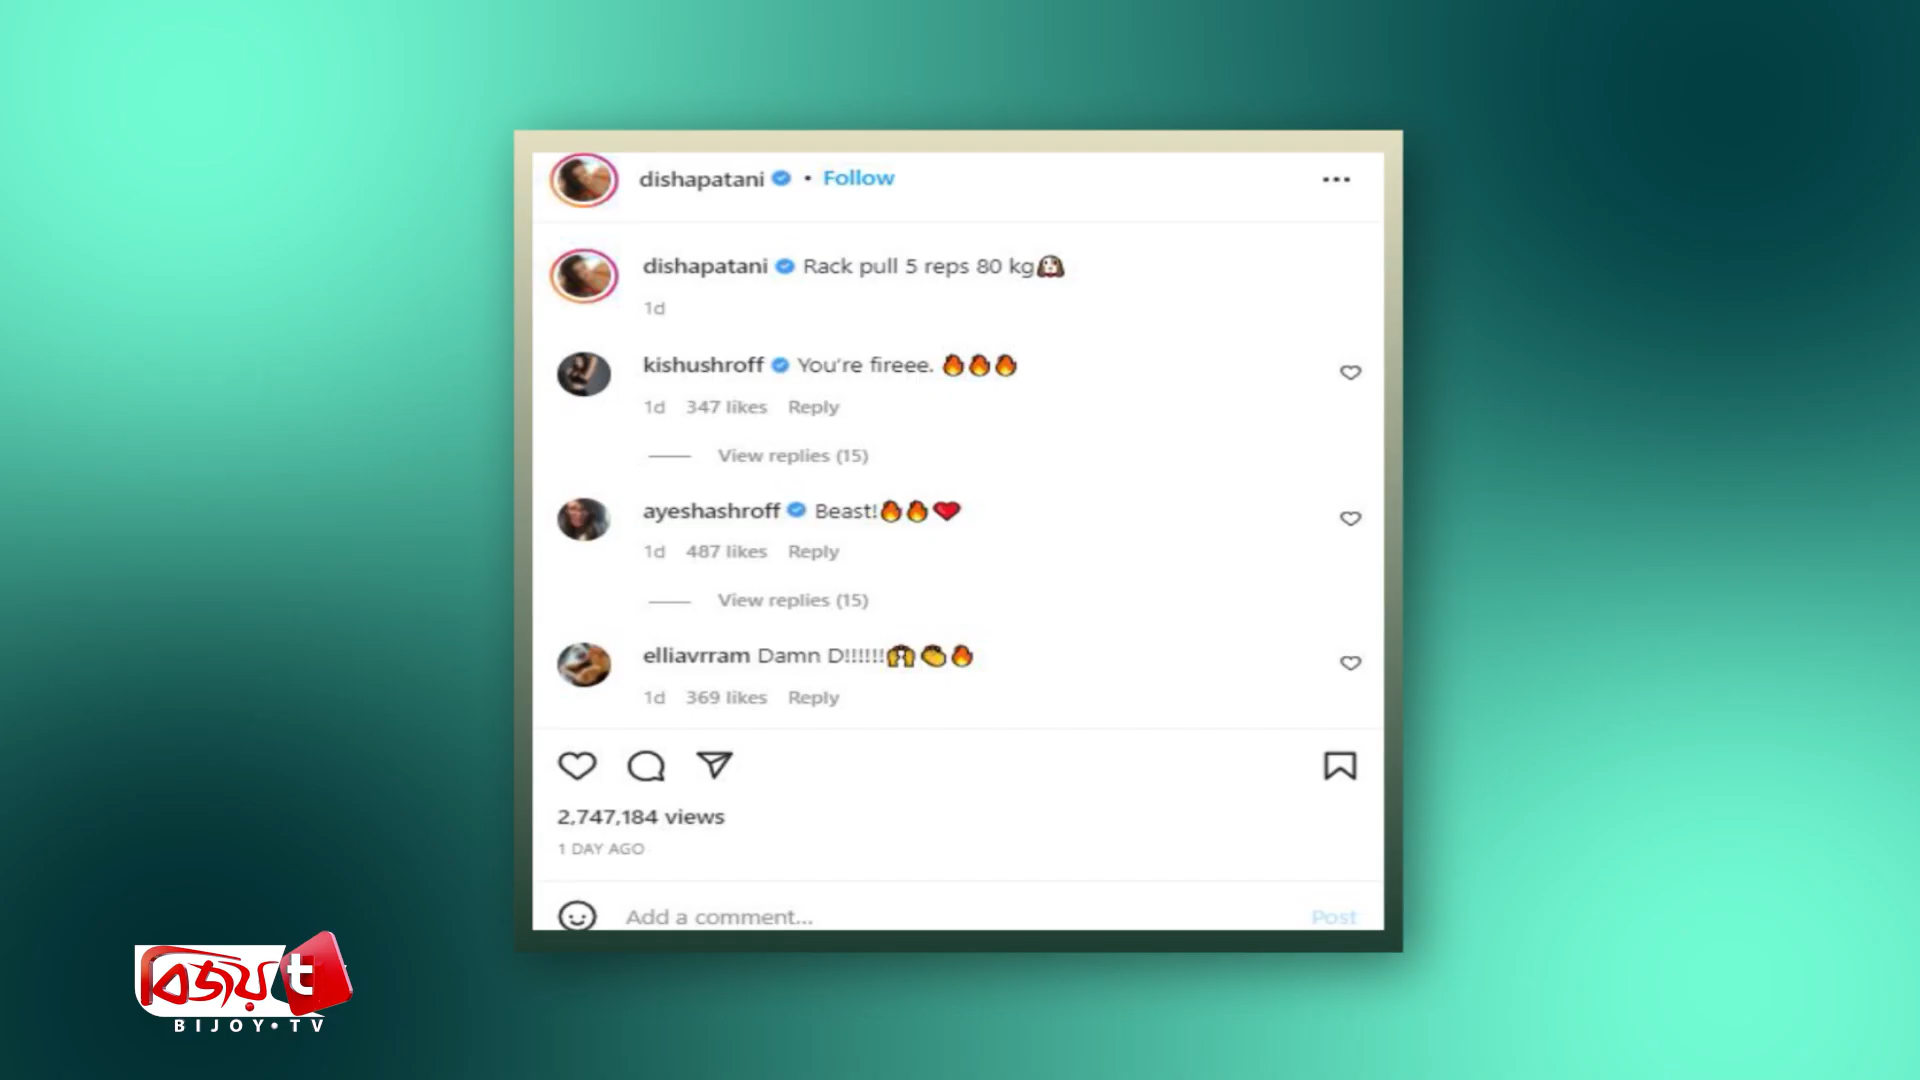 dishapatani • Follow
dishapatani Rack pull 5 reps 80 kg
1d
kishushroff You're fireee. 🔥🔥🔥
1d 347 likes Reply
View replies (15)
ayeshashroff Beast!🔥🔥❤️
1d 487 likes Reply
View replies (15)
elliavrram Damn D!!!!!!🙌👏🔥
1d 369 likes Reply
2,747,184 views
1 DAY AGO
Add a comment... Post
বিজয় t
BIJOY•TV